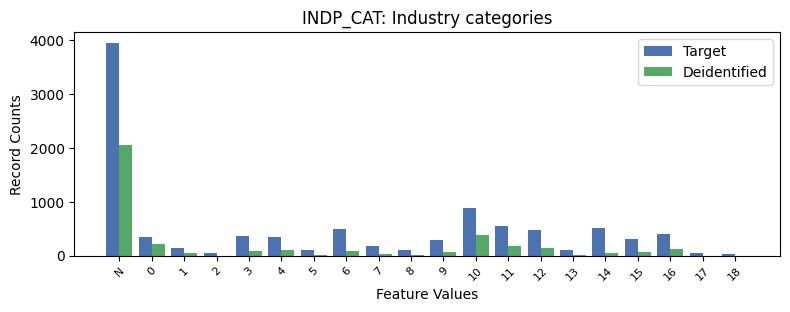 INDP_CAT: Industry categories
Target
Deidentified
Record Counts
4000
3000
2000
1000
0
N 0 1 2 3 4 5 6 7 8 9 10 11 12 13 14 15 16 17 18
Feature Values